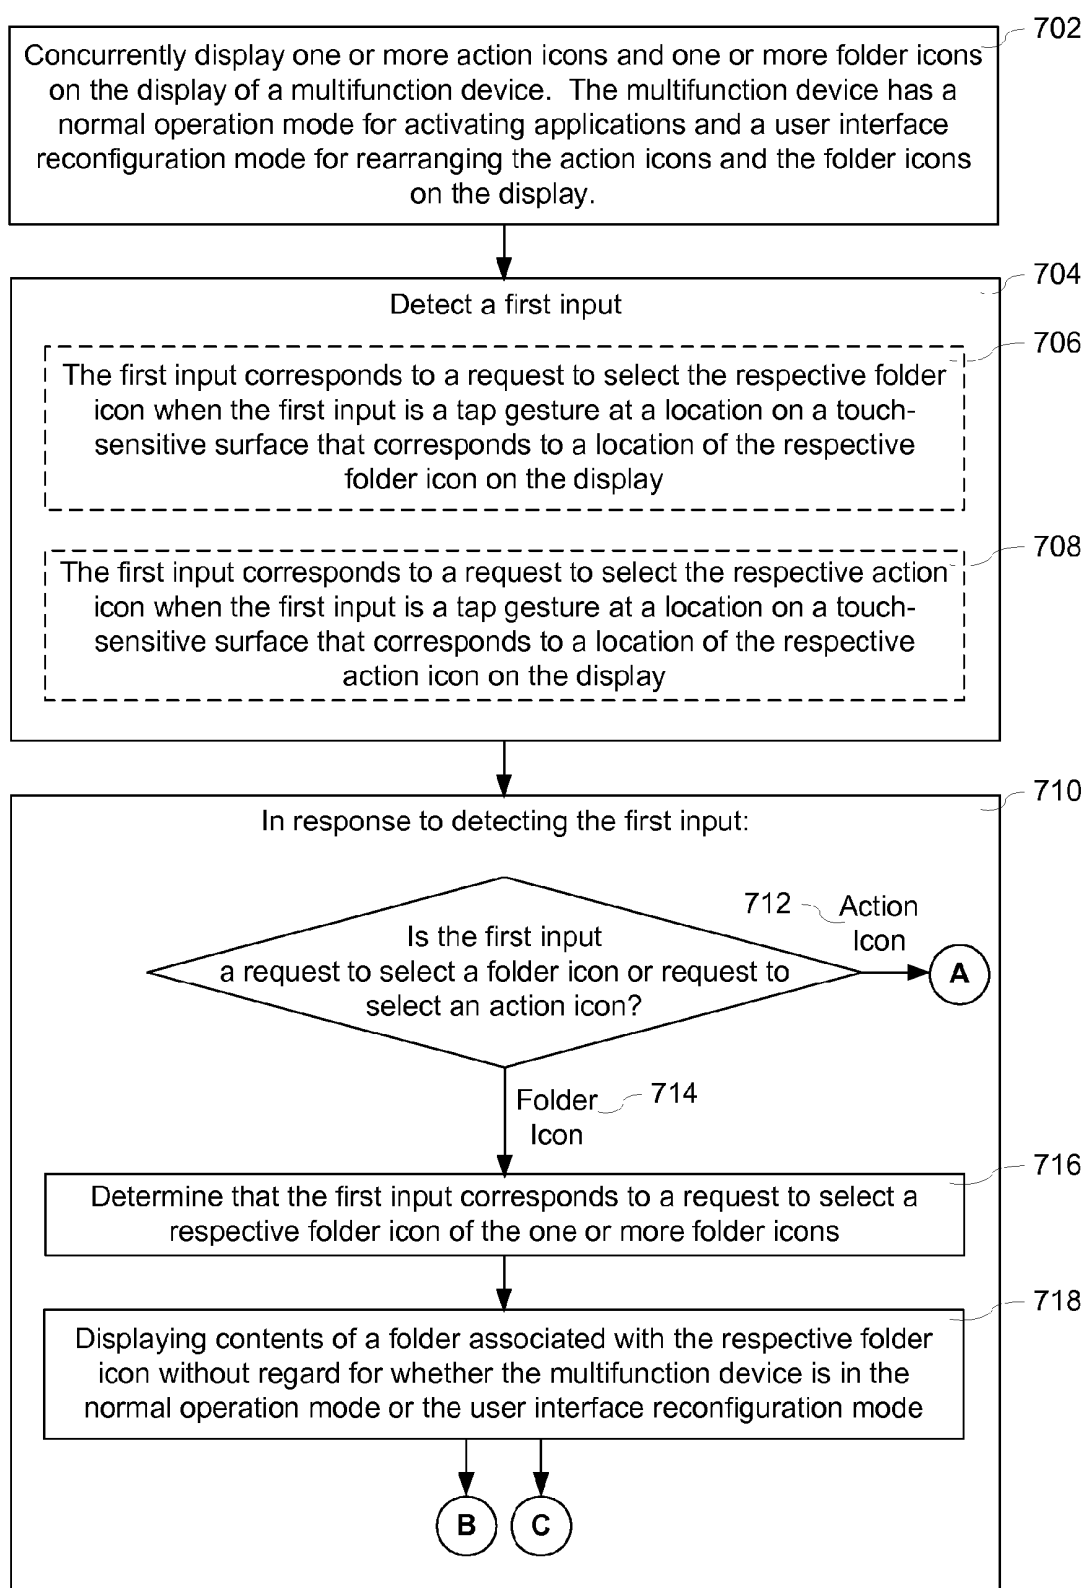 702
Concurrently display one or more action icons and one or more folder icons
on the display of a multifunction device. The multifunction device has a
normal operation mode for activating applications and a user interface
reconfiguration mode for rearranging the action icons and the folder icons
on the display.
704
Detect a first input
706
The first input corresponds to a request to select the respective folder
icon when the first input is a tap gesture at a location on a touch-
sensitive surface that corresponds to a location of the respective
folder icon on the display
708
The first input corresponds to a request to select the respective action
icon when the first input is a tap gesture at a location on a touch-
sensitive surface that corresponds to a location of the respective
action icon on the display
710
In response to detecting the first input:
712
Action
Icon
Is the first input
a request to select a folder icon or request to
select an action icon?
A
Folder
Icon
714
716
Determine that the first input corresponds to a request to select a
respective folder icon of the one or more folder icons
718
Displaying contents of a folder associated with the respective folder
icon without regard for whether the multifunction device is in the
normal operation mode or the user interface reconfiguration mode
B
C